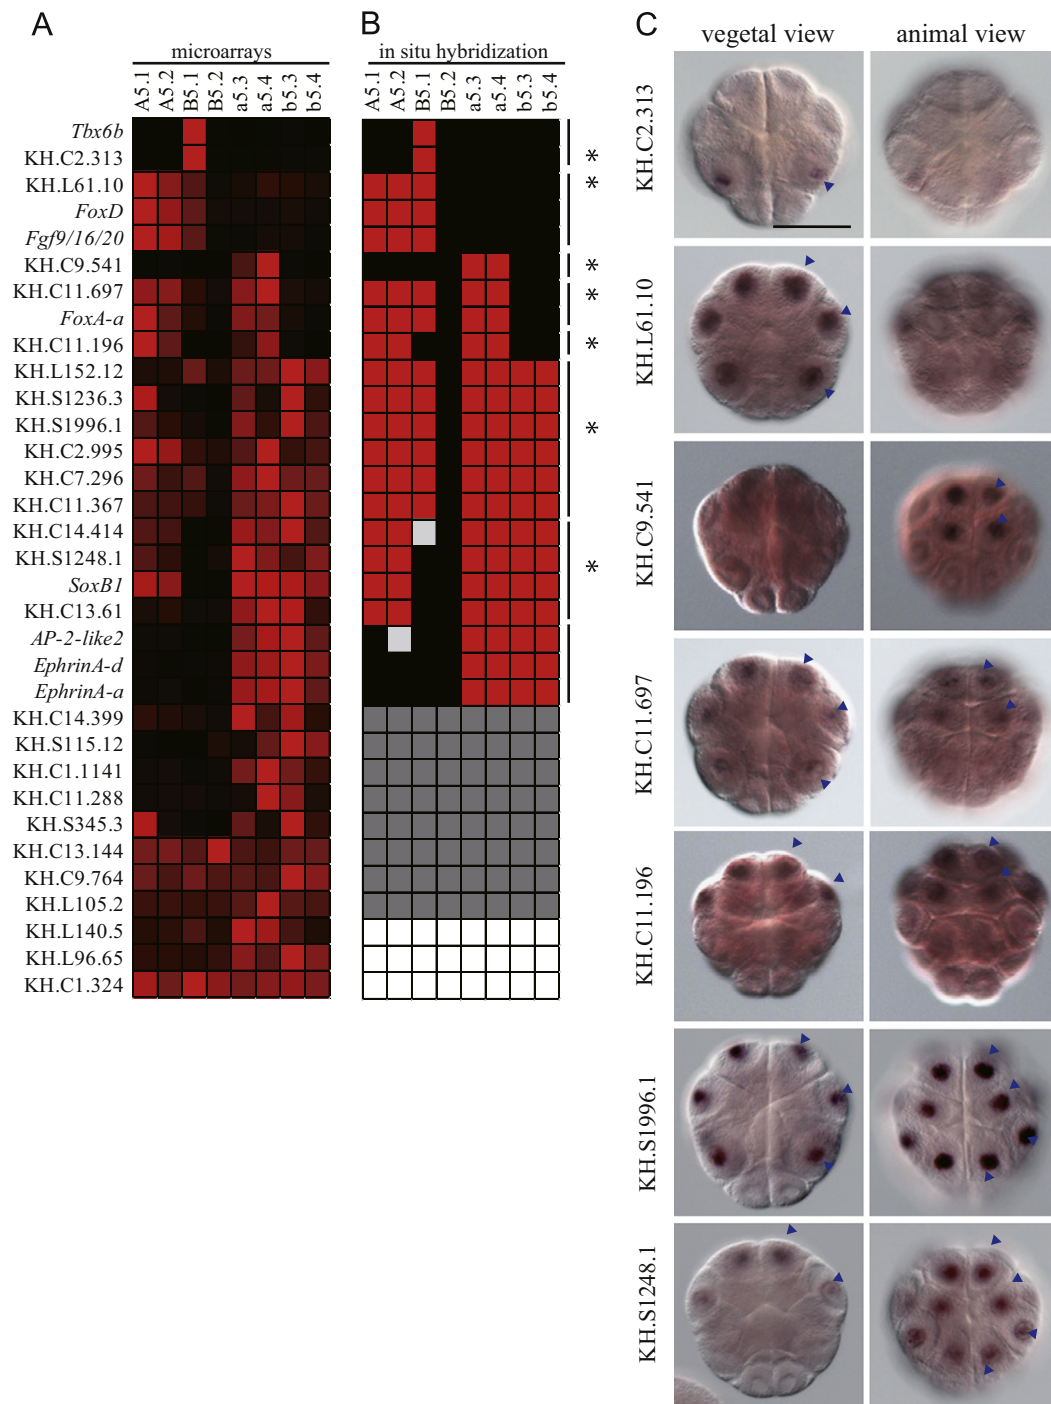 A
microarrays
A5.1 A5.2 B5.1 B5.2 a5.3 a5.4 b5.3 b5.4
Tbx6b
KH.C2.313
KH.L61.10
FoxD
Fgf9/16/20
KH.C9.541
KH.C11.697
FoxA-a
KH.C11.196
KH.L152.12
KH.S1236.3
KH.S1996.1
KH.C2.995
KH.C7.296
KH.C11.367
KH.C14.414
KH.S1248.1
SoxB1
KH.C13.61
AP-2-like2
EphrinA-d
EphrinA-a
KH.C14.399
KH.S115.12
KH.C1.1141
KH.C11.288
KH.S345.3
KH.C13.144
KH.C9.764
KH.L105.2
KH.L140.5
KH.L96.65
KH.C1.324
B
in situ hybridization
A5.1 A5.2 B5.1 B5.2 a5.3 a5.4 b5.3 b5.4
*
*
*
*
*
*
*
C
vegetal view animal view
KH.C2.313
KH.L61.10
KH.C9.541
KH.C11.697
KH.C11.196
KH.S1996.1
KH.S1248.1